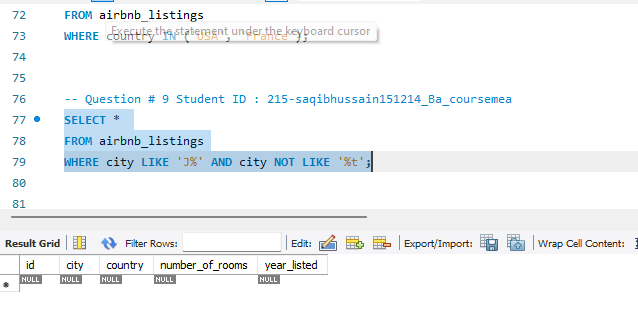 72 FROM airbnb_listings
Execute the statement under the keyboard cursor
73 WHERE country IN ('USA', 'France');
74
75
76 -- Question # 9 Student ID : 215-saqibhussain151214_Ba_coursemea
77 SELECT *
78 FROM airbnb_listings
79 WHERE city LIKE 'J%' AND city NOT LIKE '%t';
80
81
Result Grid Filter Rows: Edit: Export/Import: Wrap Cell Content:
id city country number_of_rooms year_listed
* NULL NULL NULL NULL NULL